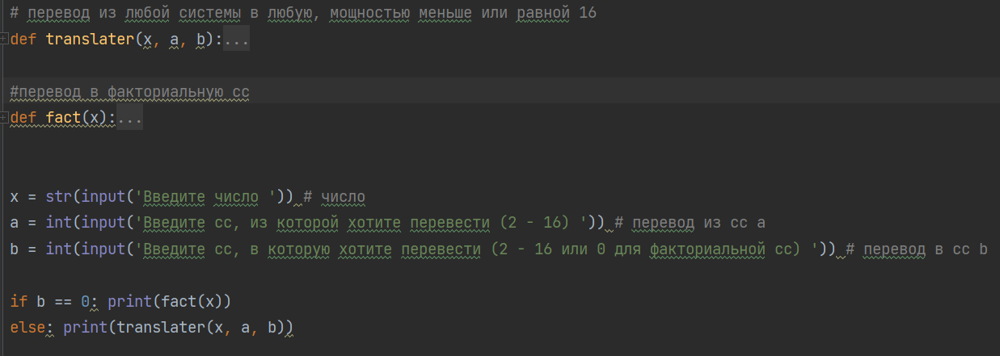 # перевод из любой системы в любую, мощностью меньше или равной 16
def translater(x, a, b):...
#перевод в факториальную сс
def fact(x):...
x = str(input('Введите число ')) # число
a = int(input('Введите сс, из которой хотите перевести (2 - 16) ')) # перевод из сс a
b = int(input('Введите сс, в которую хотите перевести (2 - 16 или 0 для факториальной сс) ')) # перевод в сс b
if b == 0: print(fact(x))
else: print(translater(x, a, b))